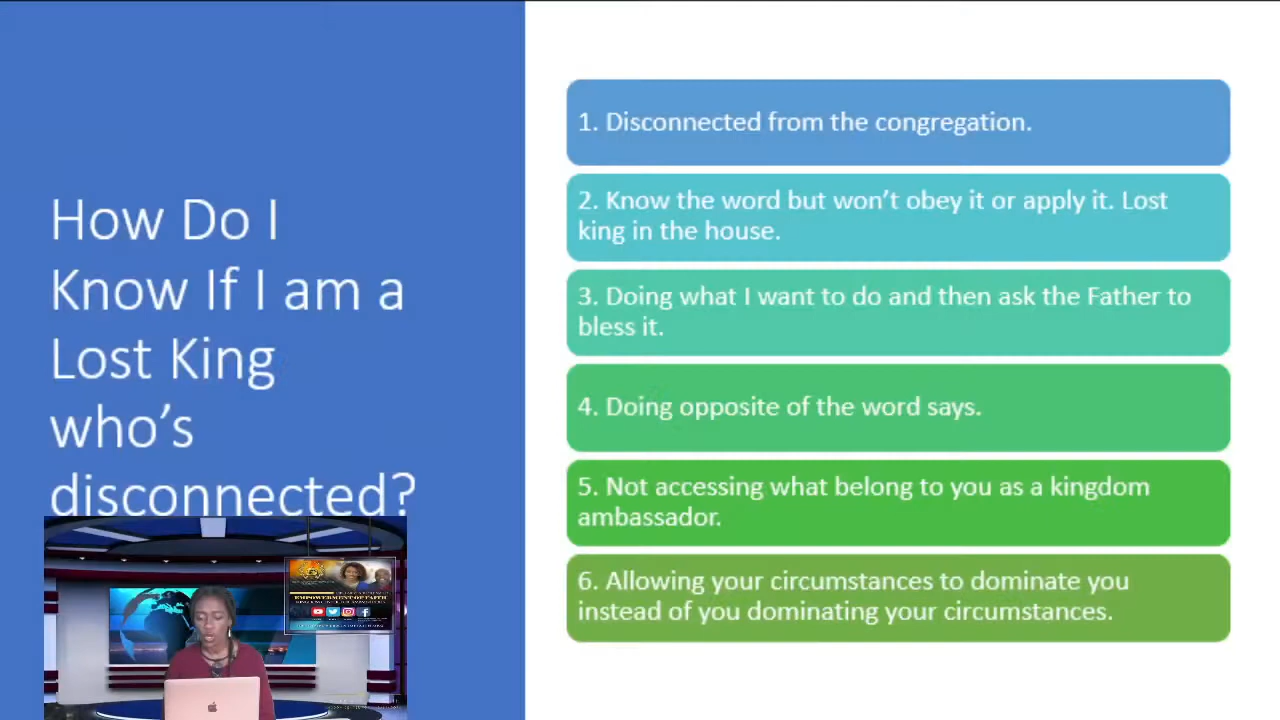 How Do I
Know If I am a
Lost King
who's
disconnected?
1. Disconnected from the congregation.
2. Know the word but won't obey it or apply it. Lost
king in the house.
3. Doing what I want to do and then ask the Father to
bless it.
4. Doing opposite of the word says.
5. Not accessing what belong to you as a kingdom
ambassador.
6. Allowing your circumstances to dominate you
instead of you dominating your circumstances.
EMPOWERMENT OF FAITH